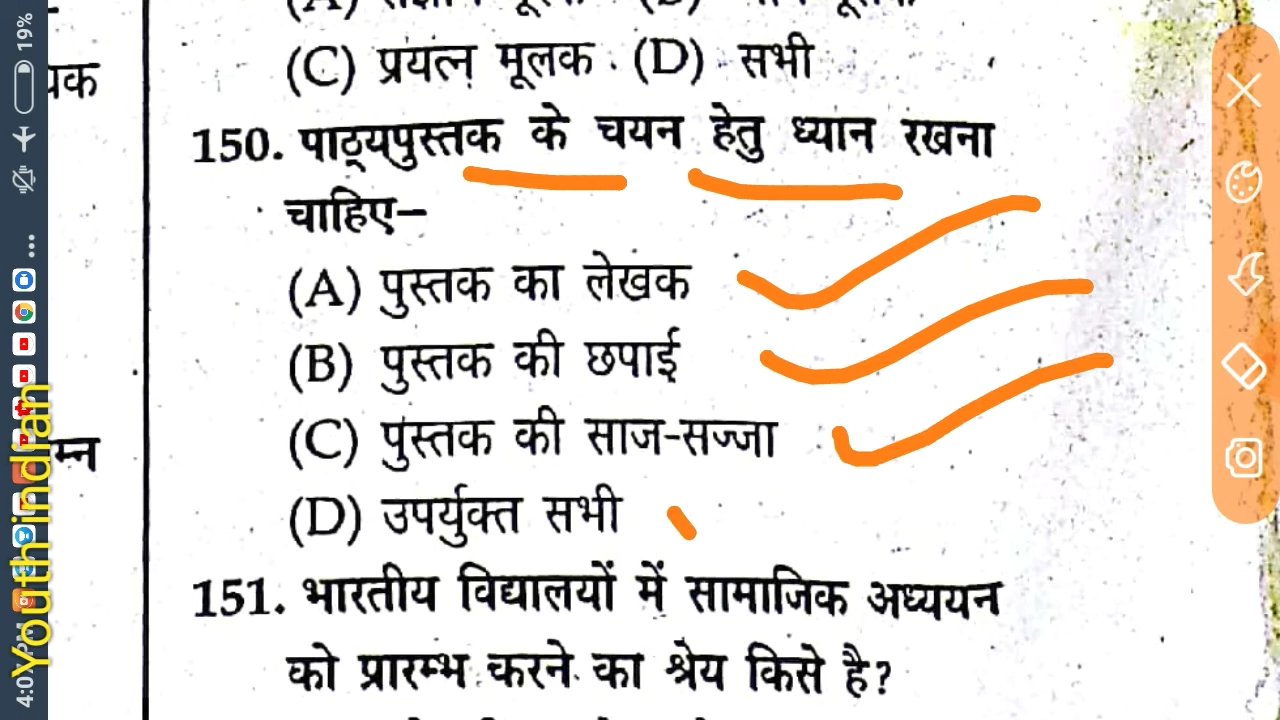 (C) प्रयत्न मूलक (D) सभी
150. पाठ्यपुस्तक के चयन हेतु ध्यान रखना
चाहिए–
(A) पुस्तक का लेखक
(B) पुस्तक की छपाई
(C) पुस्तक की साज-सज्जा
(D) उपर्युक्त सभी
151. भारतीय विद्यालयों में सामाजिक अध्ययन
को प्रारम्भ करने का श्रेय किसे है?
19%
Youth indian